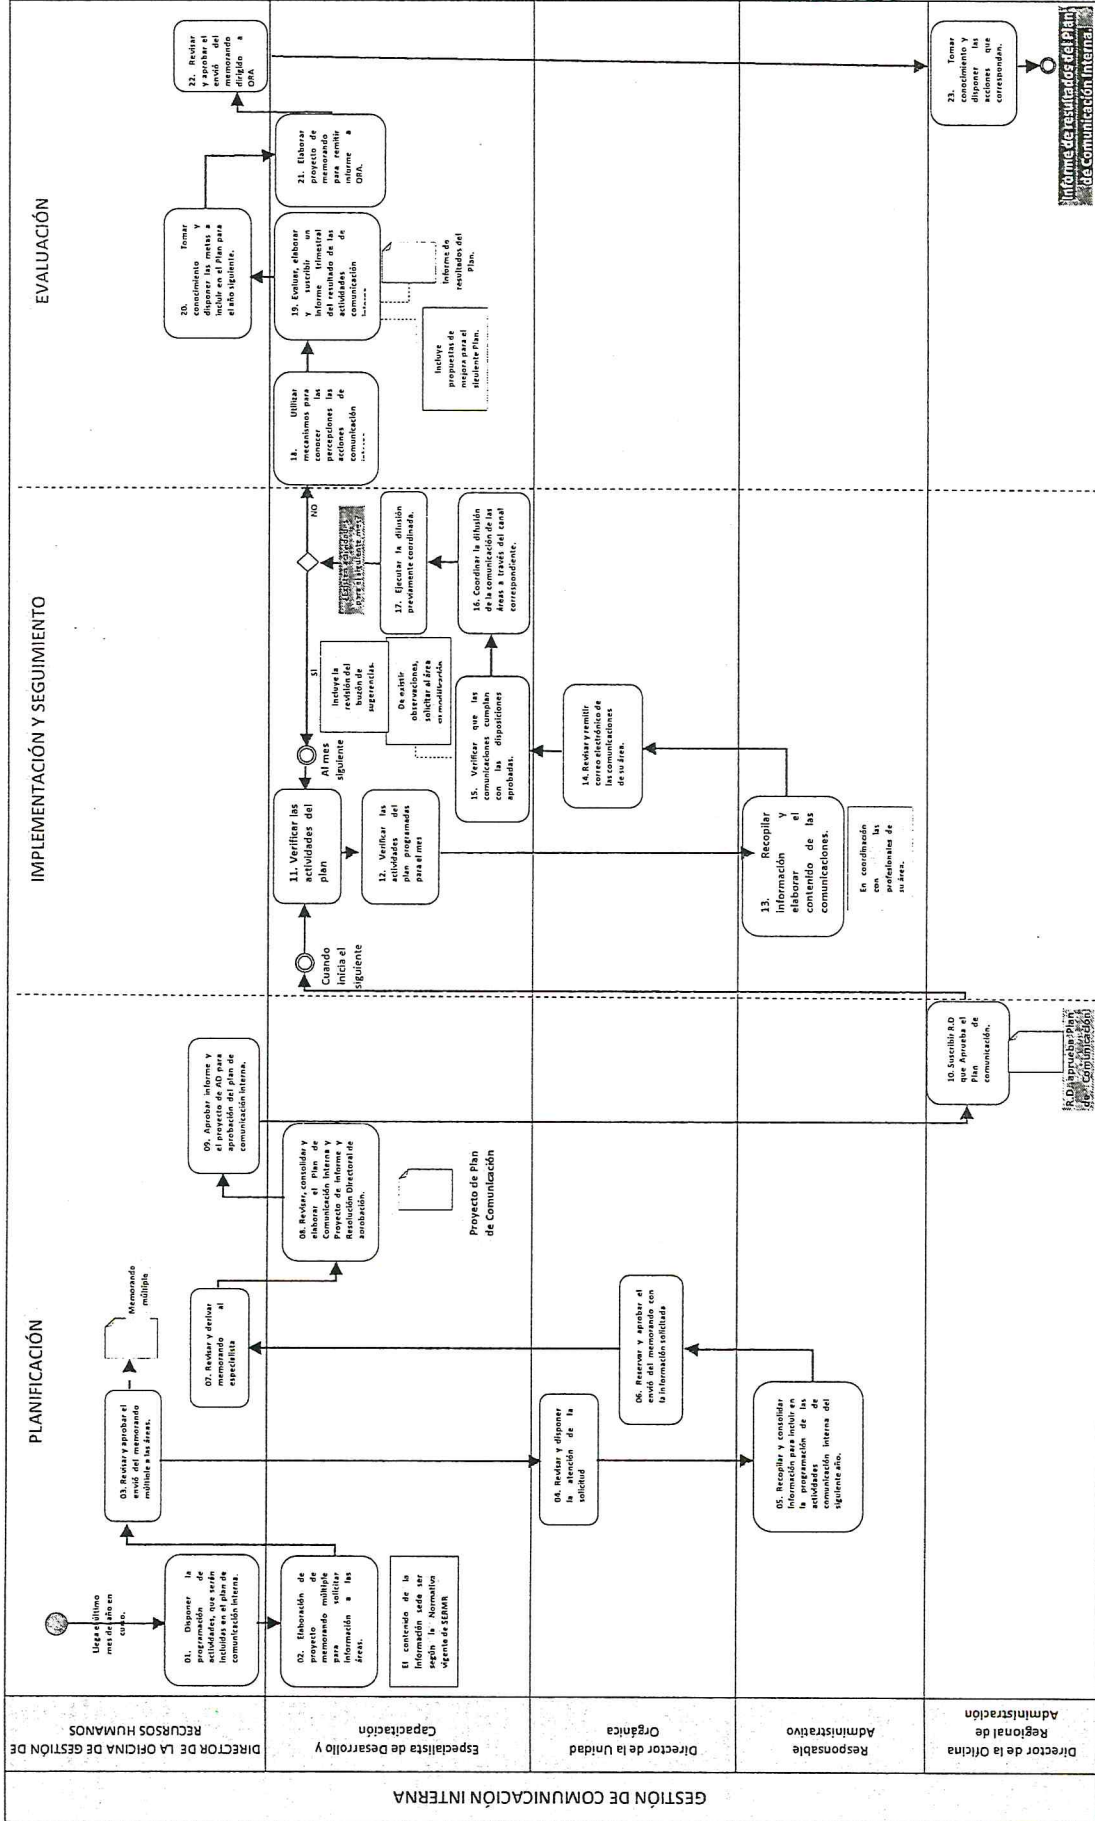 GESTIÓN DE COMUNICACIÓN INTERNA
DIRECTOR DE LA OFICINA DE GESTIÓN DE
RECURSOS HUMANOS
Especialista de Desarrollo y
Capacitación
Director de la Unidad
Orgánica
Responsable
Administrativo
Director de la Oficina
Regional de
Administración
PLANIFICACIÓN
Llega el último
mes del año en
curso.
01. Disponer la
programación de
actividades, que serán
incluidas en el plan de
comunicación interna.
02. Elaboración de
proyecto de
memorando múltiple
para solicitar
información a las
áreas.
El contenido de la
información sede ser
según la Normativa
vigente de SERMR
03. Revisar y aprobar el
envió del memorando
múltiple a las áreas.
Memorando
múltiple
04. Revisar y disponer
la atención de la
solicitud
05. Recopilar y consolidar
información para incluir en
la programación de las
actividades de
comunicación interna del
siguiente año.
06. Reservar y aprobar el
envió del memorando con
la información solicitada
07. Revisar y derivar
memorando al
especialista
08. Revisar, consolidar y
elaborar el Plan de
Comunicación Interna y
Proyecto de Informe y
Resolución Directoral de
aprobación.
Proyecto de Plan
de Comunicación
09. Aprobar informe y
el proyecto de AD para
aprobación del plan de
comunicación interna.
10. Suscribir R.D
que Aprueba el
Plan de
comunicación.
R.D aprueba Plan
de Comunicación
IMPLEMENTACIÓN Y SEGUIMIENTO
Cuando
inicia el
siguiente
11. Verificar las
actividades del
plan
Al mes
siguiente
12. Verificar las
actividades del
plan programadas
para el mes
13. Recopilar
información y
elaborar el
contenido de las
comunicaciones.
En coordinación
con las
profesionales de
su área.
14. Revisar y remitir
correo electrónico de
las comunicaciones
de su área.
15. Verificar que las
comunicaciones cumplan
con las disposiciones
aprobadas.
Incluye la
revisión del
buzón de
sugerencias.
De existir
observaciones,
solicitar al área
16. Coordinar la difusión
de la comunicación de las
Áreas a través del canal
correspondiente.
17. Ejecutar la difusión
previamente coordinada.
para el siguiente mes?
SI
NO
EVALUACIÓN
18. Utilizar
mecanismos para
conocer las
percepciones las
acciones de
comunicación
19. Evaluar, elaborar
y suscribir un
Informe trimestral
del resultado de las
actividades de
comunicación
Incluye
propuestas de
mejora para el
siguiente Plan.
Informe de
resultados del
Plan.
20. Tomar
conocimiento y
disponer las metas a
incluir en el Plan para
el año siguiente.
21. Elaborar
proyecto de
memorando
para remitir
informe a
ORA.
22. Revisar
y aprobar el
envió del
memorando
dirigido a
ORA
23. Tomar
conocimiento y
disponer las
acciones que
correspondan.
Informe de resultados del Plan
de Comunicación Interna.